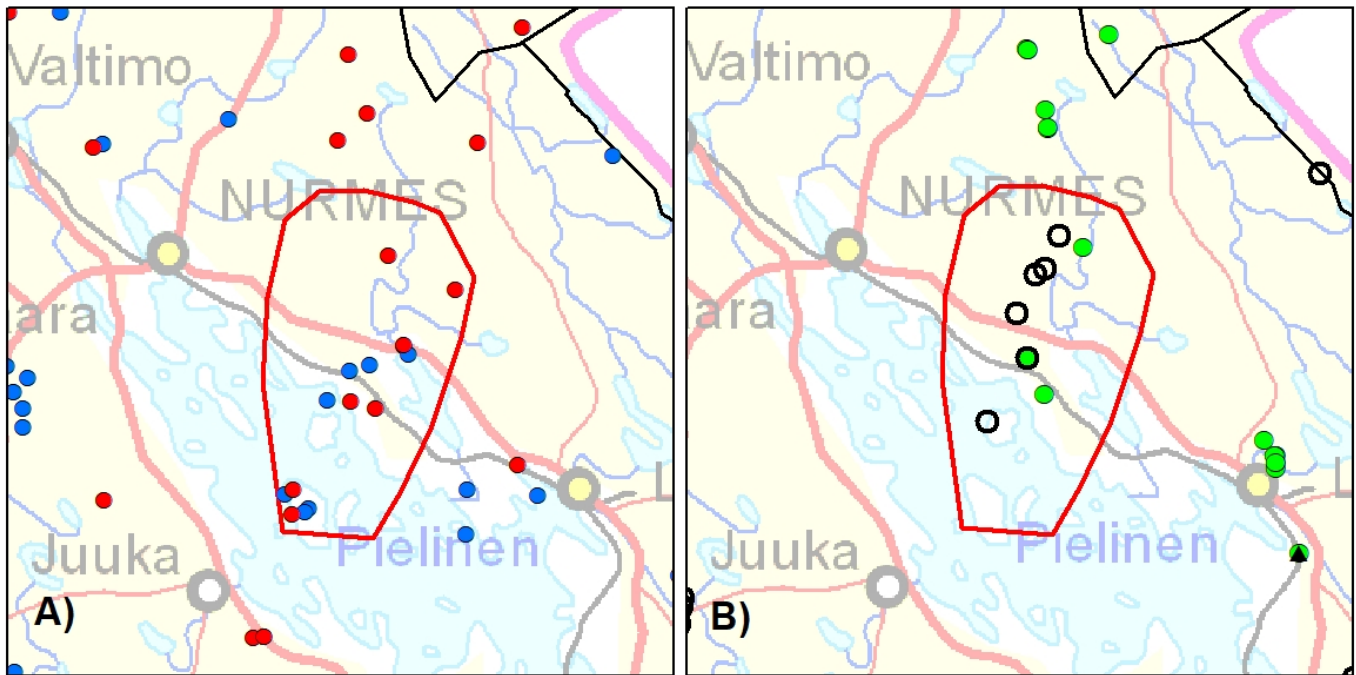 Valtimo
NURMES
ara
L
Juuka
Pielinen
A)
Valtimo
NURMES
ara
L
Juuka
Pielinen
B)